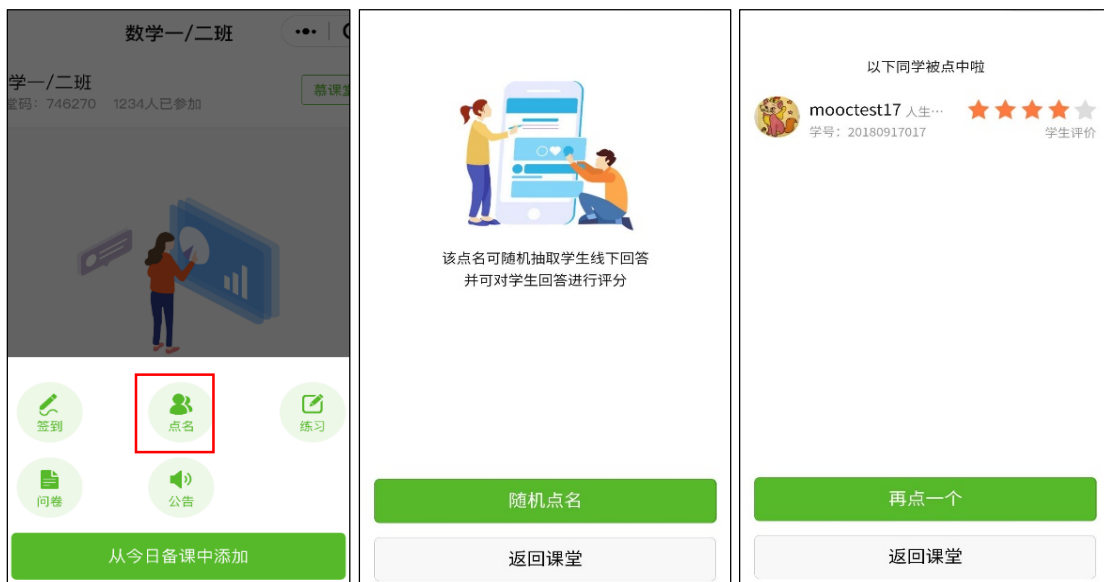 数学一/二班
学一/二班
堂码：746270 1234人已参加
慕课堂
签到
点名
练习
问卷
公告
从今日备课中添加
该点名可随机抽取学生线下回答
并可对学生回答进行评分
随机点名
返回课堂
以下同学被点中啦
mooctest17 人生…
学号：20180917017
学生评价
再点一个
返回课堂